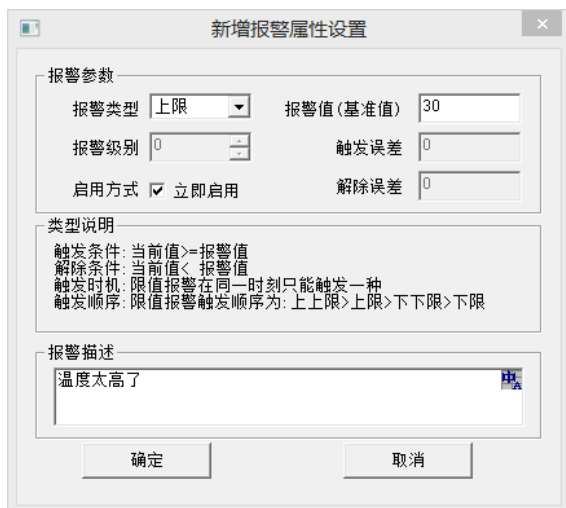 新增报警属性设置
报警参数
报警类型 上限 报警值(基准值) 30
报警级别 0 触发误差 0
启用方式 立即启用 解除误差 0
类型说明
触发条件: 当前值>=报警值
解除条件: 当前值< 报警值
触发时机: 限值报警在同一时刻只能触发一种
触发顺序: 限值报警触发顺序为: 上上限>上限>下下限>下限
报警描述
温度太高了 中A
确定 取消